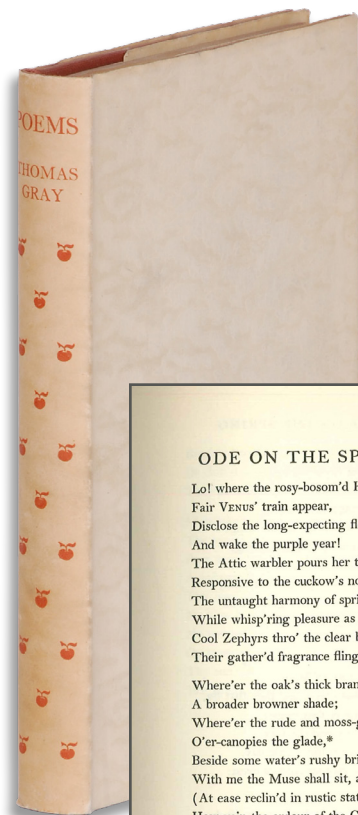 POEMS
THOMAS
GRAY
ODE ON THE
Lo! where the rosy-bosom'd
Fair VENUS' train appear,
Disclose the long-expecting
And wake the purple year!
The Attic warbler pours her
Responsive to the cuckow's
The untaught harmony of
While whisp'ring pleasure as
Cool Zephyrs thro' the clear
Their gather'd fragrance fling
Where'er the oak's thick
A broader browner shade;
Where'er the rude and
O'er-canopies the glade,*
Beside some water's rushy
With me the Muse shall sit,
(At ease reclin'd in rustic